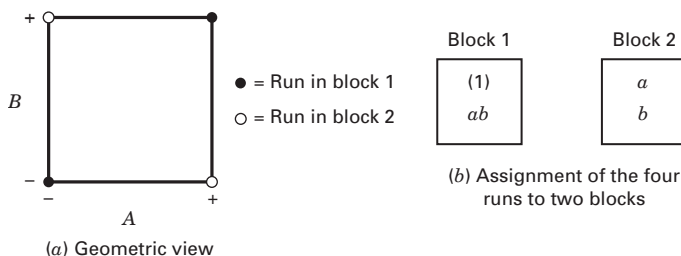 +
B
−
−
+
A
(a) Geometric view
= Run in block 1
= Run in block 2
Block 1
(1)
ab
Block 2
a
b
(b) Assignment of the four
runs to two blocks